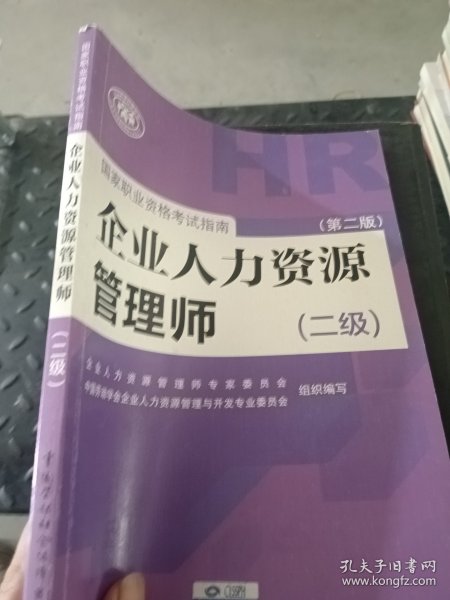 国家职业资格考试指南
企业人力资源管理师
(二级)
HR
国家职业资格考试指南
(第二版)
企业人力资源
管理师
(二级)
企业人力资源管理师专家委员会
中国劳动学会企业人力资源管理与开发专业委员会
组织编写
CLSSPH
孔夫子旧书网
www.kongfz.com